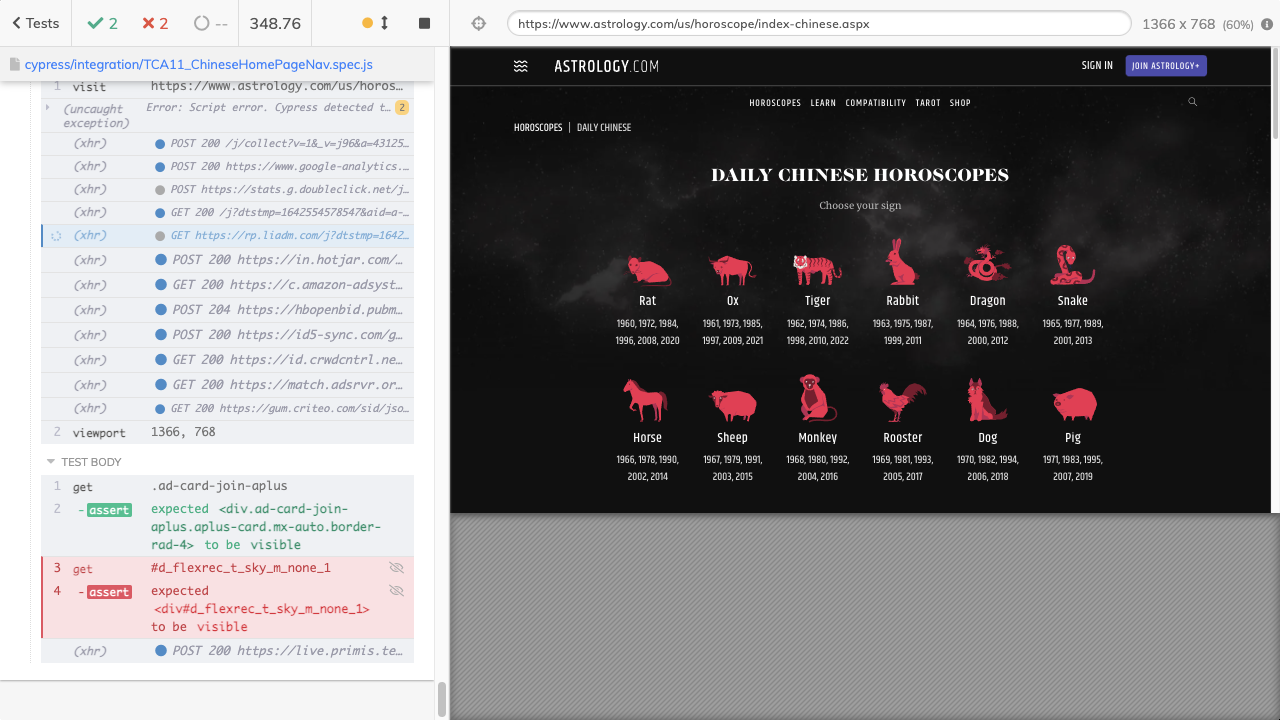 Tests
2
2
--
348.76
https://www.astrology.com/us/horoscope/index-chinese.aspx
1366 x 768 (60%)
cypress/integration/TCA11_ChineseHomePageNav.spec.js
1 visit https://www.astrology.com/us/horos…
(uncaught exception) Error: Script error. Cypress detected t… 2
(xhr) POST 200 /j/collect?v=1&_v=j96&a=43125…
(xhr) POST 200 https://www.google-analytics.…
(xhr) POST https://stats.g.doubleclick.net/j…
(xhr) GET 200 /j?dtstmp=1642554578547&aid=a-…
(xhr) GET https://rp.liadm.com/j?dtstmp=1642…
(xhr) POST 200 https://in.hotjar.com/…
(xhr) GET 200 https://c.amazon-adsyst…
(xhr) POST 204 https://hbopenbid.pubm…
(xhr) POST 200 https://id5-sync.com/g…
(xhr) GET 200 https://id.crwdcntrl.ne…
(xhr) GET 200 https://match.adsrvr.or…
(xhr) GET 200 https://gum.criteo.com/sid/jso…
2 viewport 1366, 768
TEST BODY
1 get .ad-card-join-aplus
2 -assert expected <div.ad-card-join-
aplus.aplus-card.mx-auto.border-
rad-4> to be visible
3 get #d_flexrec_t_sky_m_none_1
4 -assert expected
<div#d_flexrec_t_sky_m_none_1>
to be visible
(xhr) POST 200 https://live.primis.te…
ASTROLOGY.COM
SIGN IN
JOIN ASTROLOGY+
HOROSCOPES LEARN COMPATIBILITY TAROT SHOP
HOROSCOPES | DAILY CHINESE
DAILY CHINESE HOROSCOPES
Choose your sign
Rat Ox Tiger Rabbit Dragon Snake
1960, 1972, 1984, 1961, 1973, 1985, 1962, 1974, 1986, 1963, 1975, 1987, 1964, 1976, 1988, 1965, 1977, 1989,
1996, 2008, 2020 1997, 2009, 2021 1998, 2010, 2022 1999, 2011 2000, 2012 2001, 2013
Horse Sheep Monkey Rooster Dog Pig
1966, 1978, 1990, 1967, 1979, 1991, 1968, 1980, 1992, 1969, 1981, 1993, 1970, 1982, 1994, 1971, 1983, 1995,
2002, 2014 2003, 2015 2004, 2016 2005, 2017 2006, 2018 2007, 2019